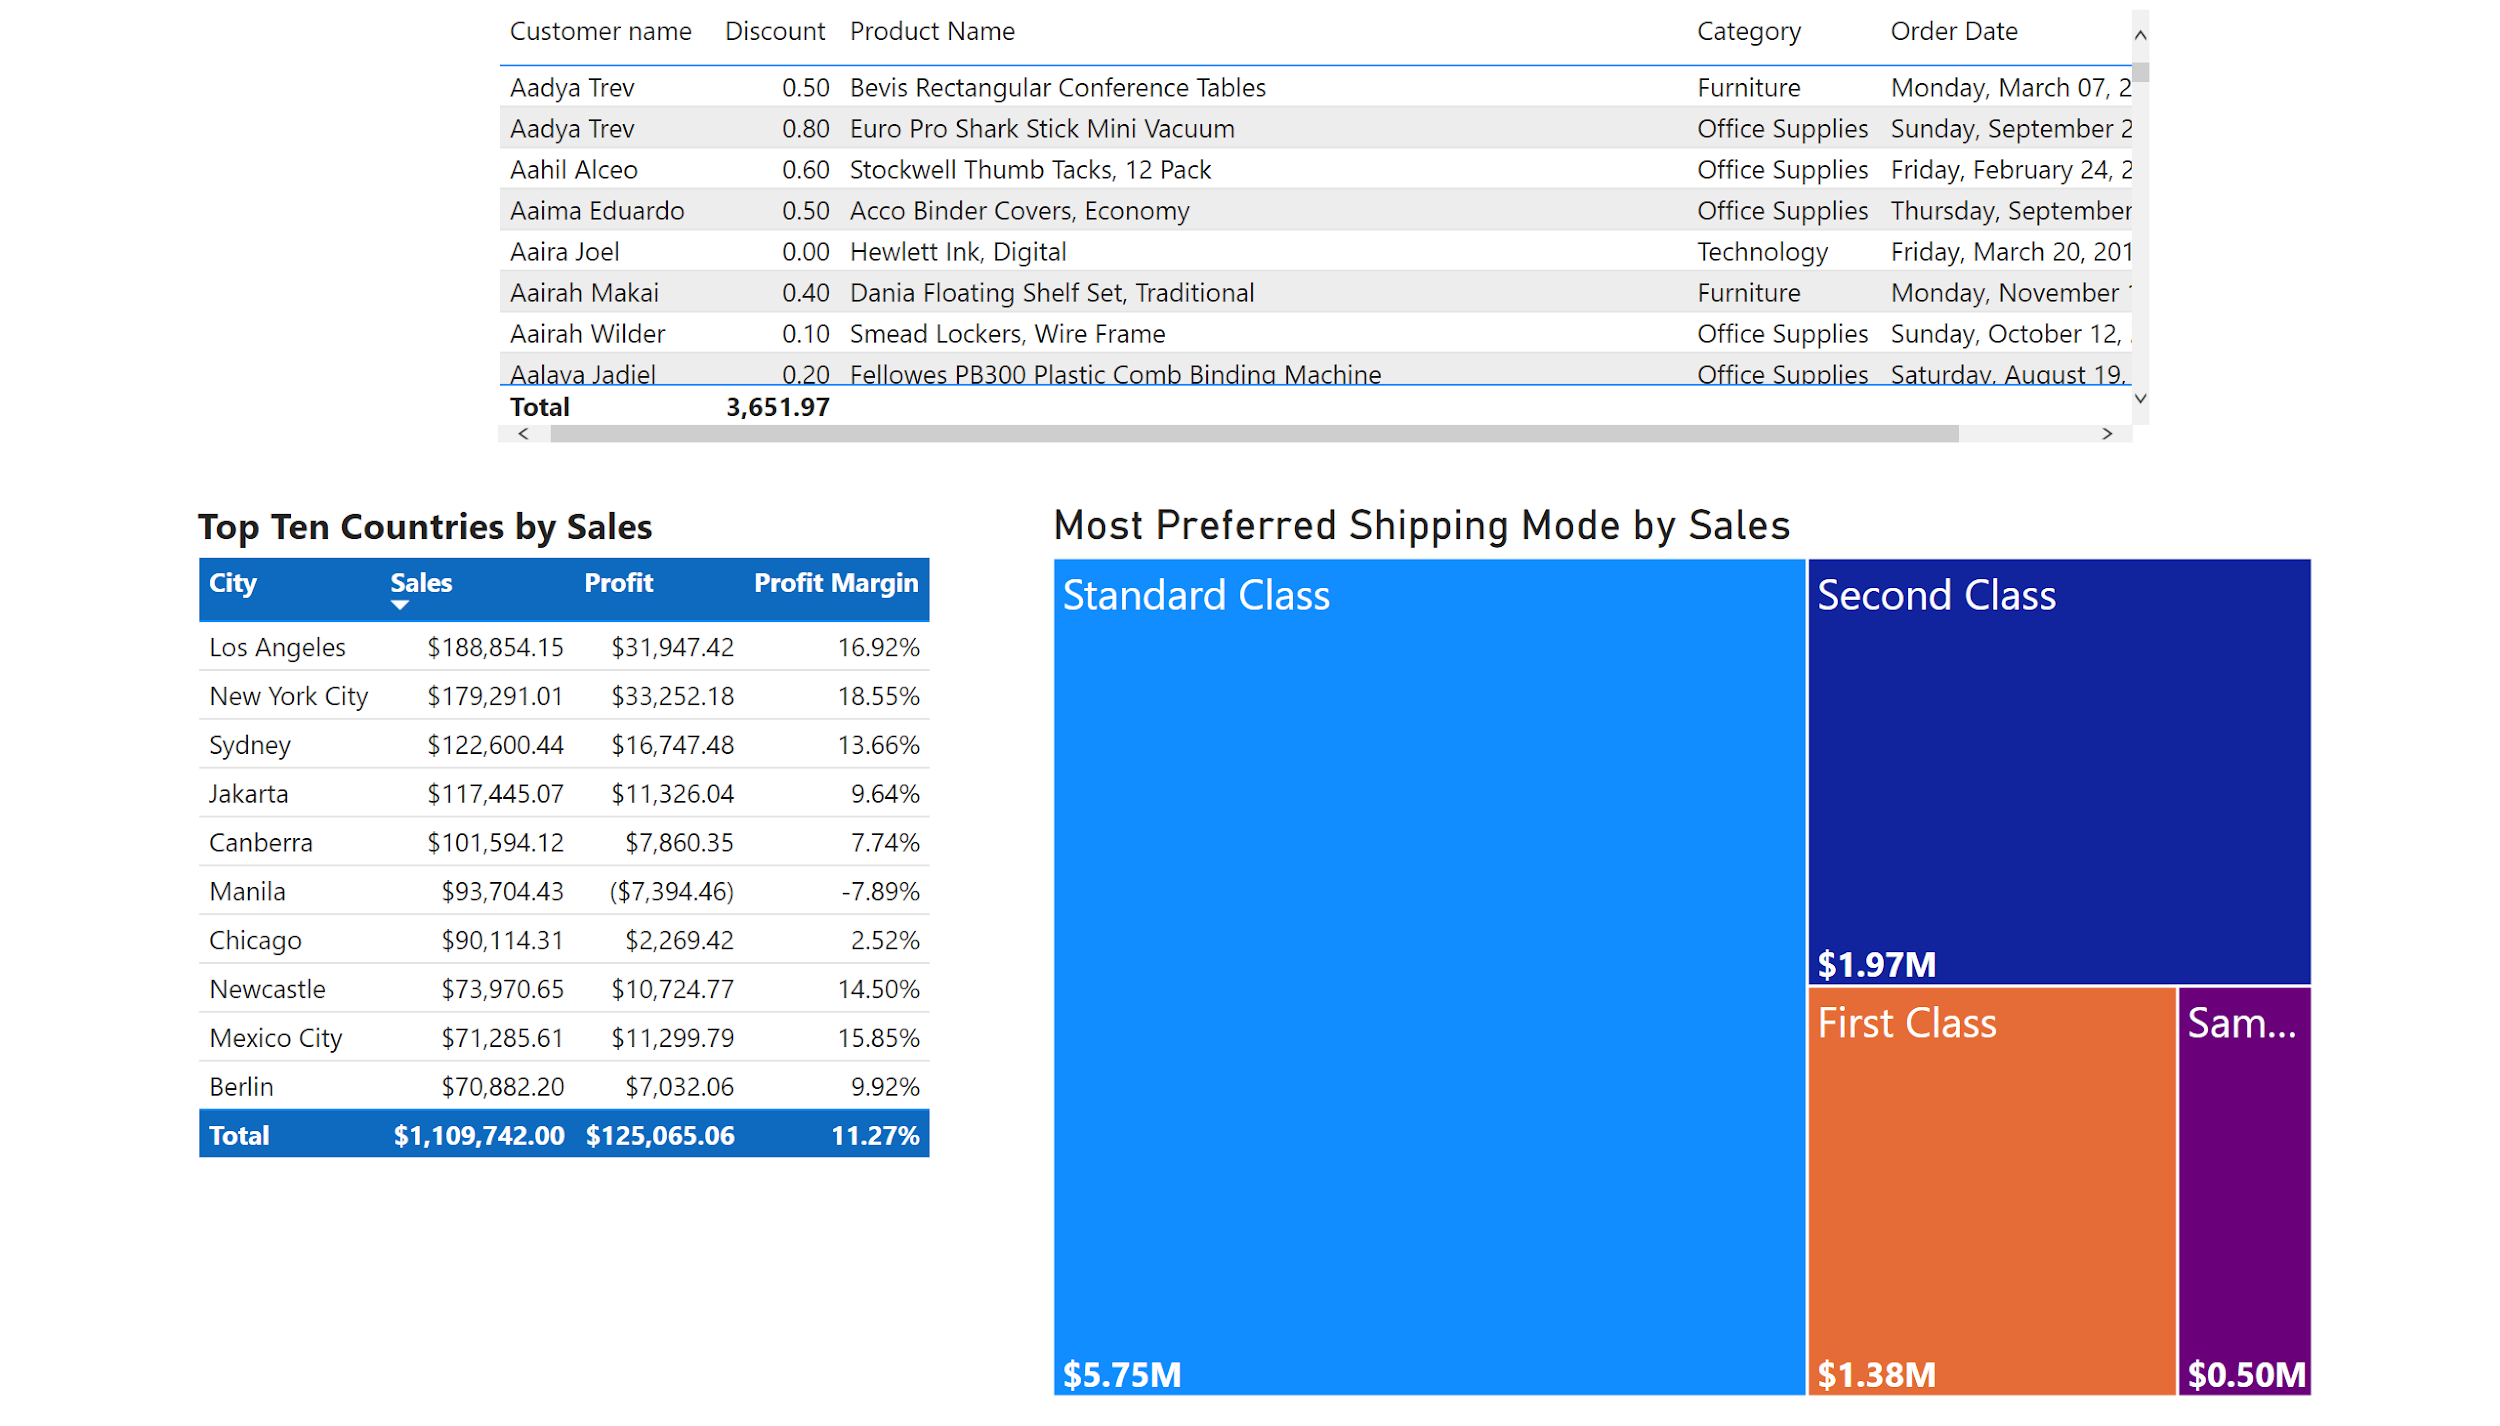 Customer name Discount Product Name Category Order Date
Aadya Trev 0.50 Bevis Rectangular Conference Tables Furniture Monday, March 07, 2
Aadya Trev 0.80 Euro Pro Shark Stick Mini Vacuum Office Supplies Sunday, September 2
Aahil Alceo 0.60 Stockwell Thumb Tacks, 12 Pack Office Supplies Friday, February 24, 2
Aaima Eduardo 0.50 Acco Binder Covers, Economy Office Supplies Thursday, September
Aaira Joel 0.00 Hewlett Ink, Digital Technology Friday, March 20, 201
Aairah Makai 0.40 Dania Floating Shelf Set, Traditional Furniture Monday, November
Aairah Wilder 0.10 Smead Lockers, Wire Frame Office Supplies Sunday, October 12,
Aalaya Jadiel 0.20 Fellowes PB300 Plastic Comb Binding Machine Office Supplies Saturday, August 19,
Total 3,651.97
Top Ten Countries by Sales
City Sales Profit Profit Margin
Los Angeles $188,854.15 $31,947.42 16.92%
New York City $179,291.01 $33,252.18 18.55%
Sydney $122,600.44 $16,747.48 13.66%
Jakarta $117,445.07 $11,326.04 9.64%
Canberra $101,594.12 $7,860.35 7.74%
Manila $93,704.43 ($7,394.46) -7.89%
Chicago $90,114.31 $2,269.42 2.52%
Newcastle $73,970.65 $10,724.77 14.50%
Mexico City $71,285.61 $11,299.79 15.85%
Berlin $70,882.20 $7,032.06 9.92%
Total $1,109,742.00 $125,065.06 11.27%
Most Preferred Shipping Mode by Sales
Standard Class
$5.75M
Second Class
$1.97M
First Class
$1.38M
Sam...
$0.50M